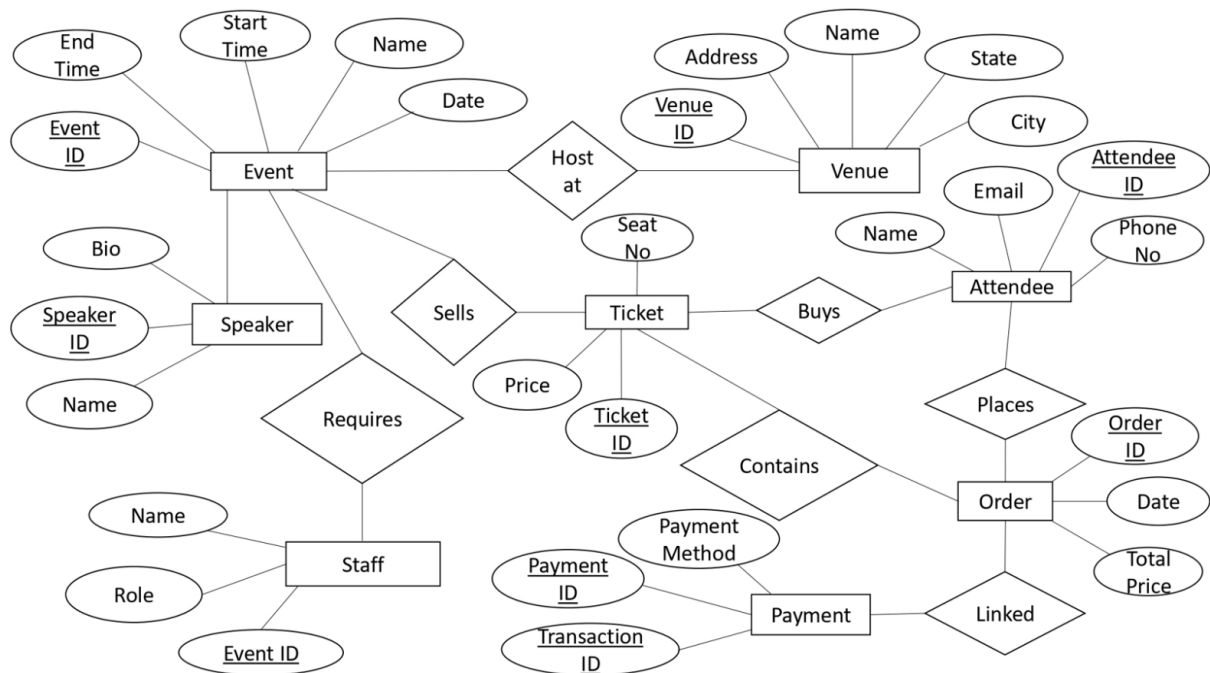 End
Time
Start
Time
Name
Date
Event
ID
Event
Host
at
Address
Name
State
Venue
ID
City
Venue
Attendee
ID
Email
Name
Phone
No
Attendee
Bio
Speaker
ID
Speaker
Name
Sells
Seat
No
Ticket
Buys
Price
Ticket
ID
Requires
Contains
Places
Order
ID
Order
Date
Total
Price
Name
Role
Staff
Event ID
Payment
Method
Payment
ID
Transaction
ID
Payment
Linked